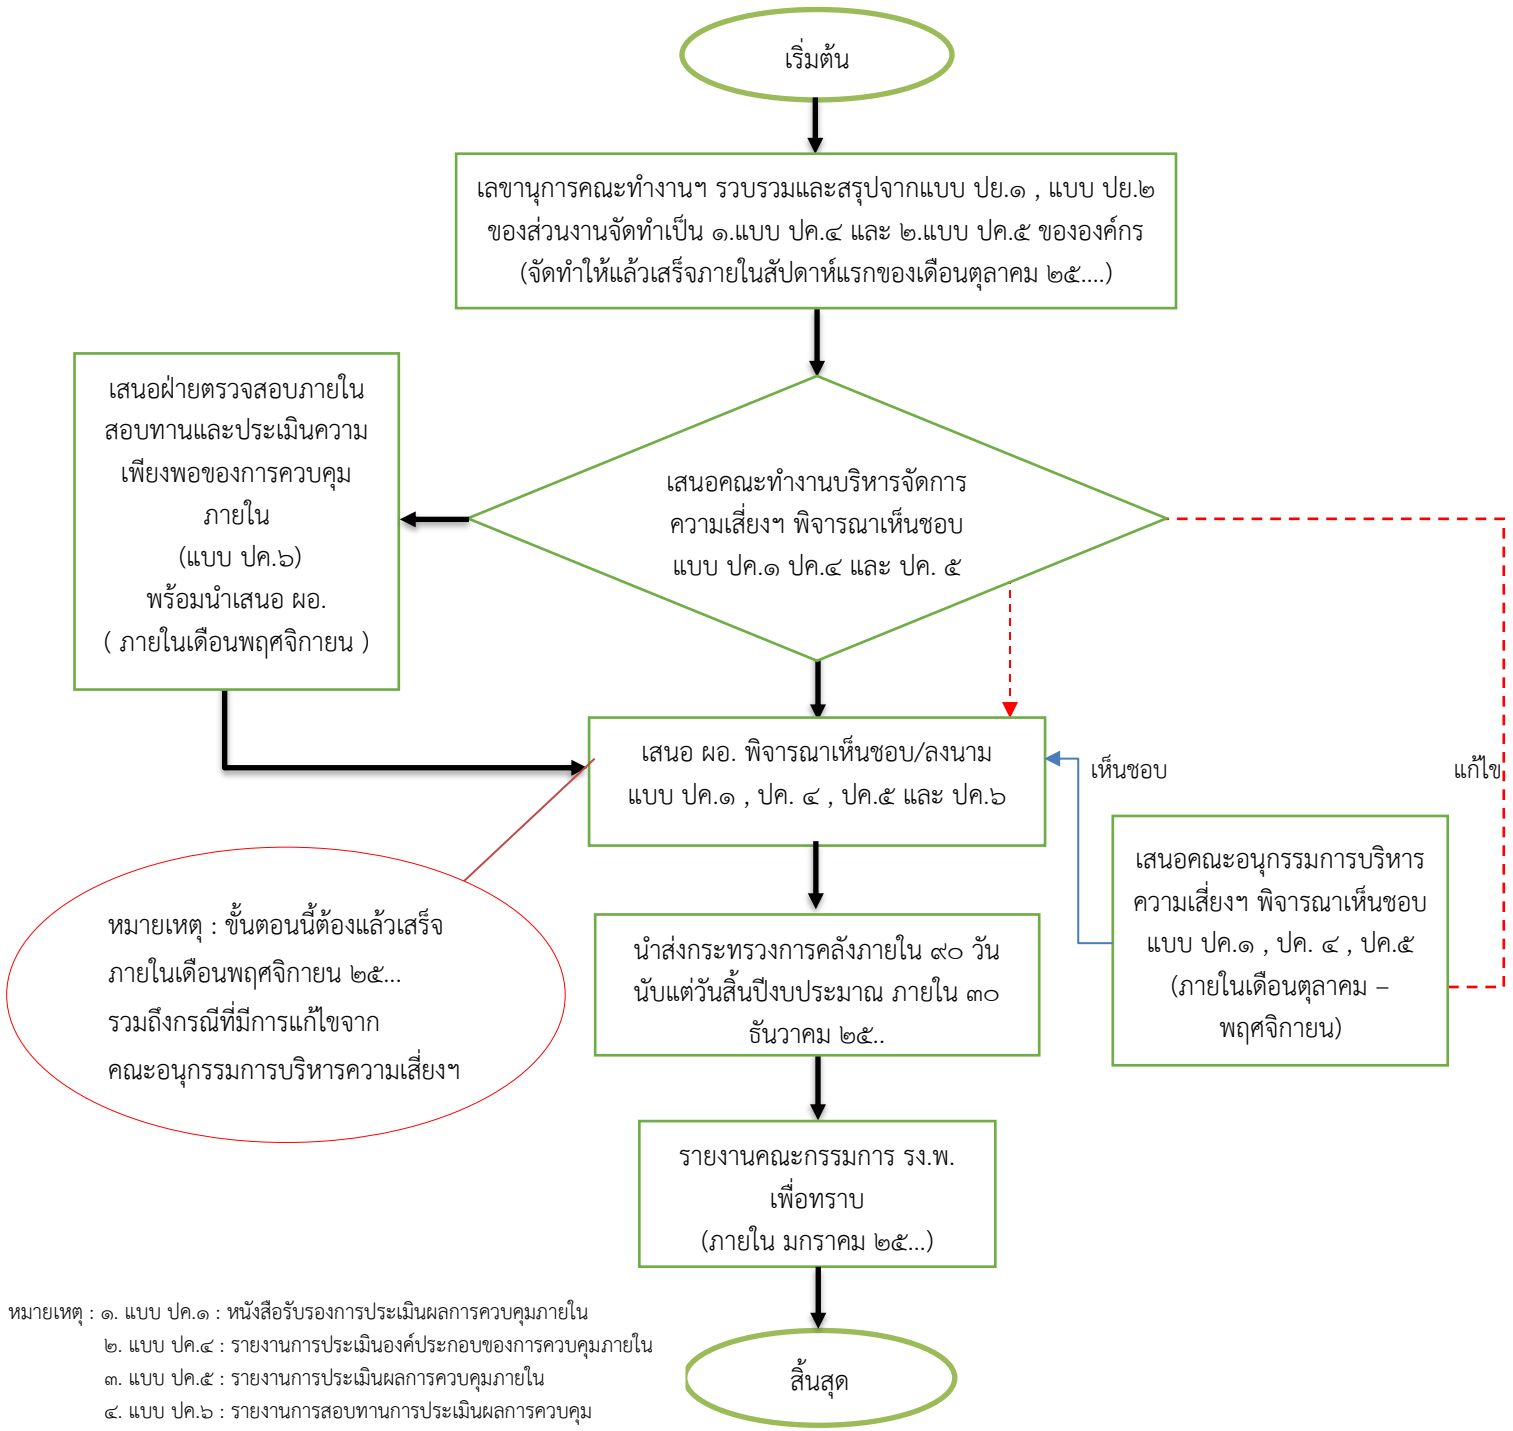 เริ่มต้น
เลขานุการคณะทำงานฯ รวบรวมและสรุปจากแบบ ปย.๑ , แบบ ปย.๒
ของส่วนงานจัดทำเป็น ๑.แบบ ปค.๔ และ ๒.แบบ ปค.๕ ขององค์กร
(จัดทำให้แล้วเสร็จภายในสัปดาห์แรกของเดือนตุลาคม ๒๕....)
เสนอฝ่ายตรวจสอบภายใน
สอบทานและประเมินความ
เพียงพอของการควบคุม
ภายใน
(แบบ ปค.๖)
พร้อมนำเสนอ ผอ.
( ภายในเดือนพฤศจิกายน )
เสนอคณะทำงานบริหารจัดการ
ความเสี่ยงฯ พิจารณาเห็นชอบ
แบบ ปค.๑ ปค.๔ และ ปค. ๕
เสนอ ผอ. พิจารณาเห็นชอบ/ลงนาม
แบบ ปค.๑ , ปค. ๔ , ปค.๕ และ ปค.๖
เห็นชอบ
แก้ไข
เสนอคณะอนุกรรมการบริหาร
ความเสี่ยงฯ พิจารณาเห็นชอบ
แบบ ปค.๑ , ปค. ๔ , ปค.๕
(ภายในเดือนตุลาคม –
พฤศจิกายน)
หมายเหตุ : ขั้นตอนนี้ต้องแล้วเสร็จ
ภายในเดือนพฤศจิกายน ๒๕...
รวมถึงกรณีที่มีการแก้ไขจาก
คณะอนุกรรมการบริหารความเสี่ยงฯ
นำส่งกระทรวงการคลังภายใน ๙๐ วัน
นับแต่วันสิ้นปีงบประมาณ ภายใน ๓๐
ธันวาคม ๒๕..
รายงานคณะกรรมการ รง.พ.
เพื่อทราบ
(ภายใน มกราคม ๒๕...)
สิ้นสุด
หมายเหตุ : ๑. แบบ ปค.๑ : หนังสือรับรองการประเมินผลการควบคุมภายใน
๒. แบบ ปค.๔ : รายงานการประเมินองค์ประกอบของการควบคุมภายใน
๓. แบบ ปค.๕ : รายงานการประเมินผลการควบคุมภายใน
๔. แบบ ปค.๖ : รายงานการสอบทานการประเมินผลการควบคุม